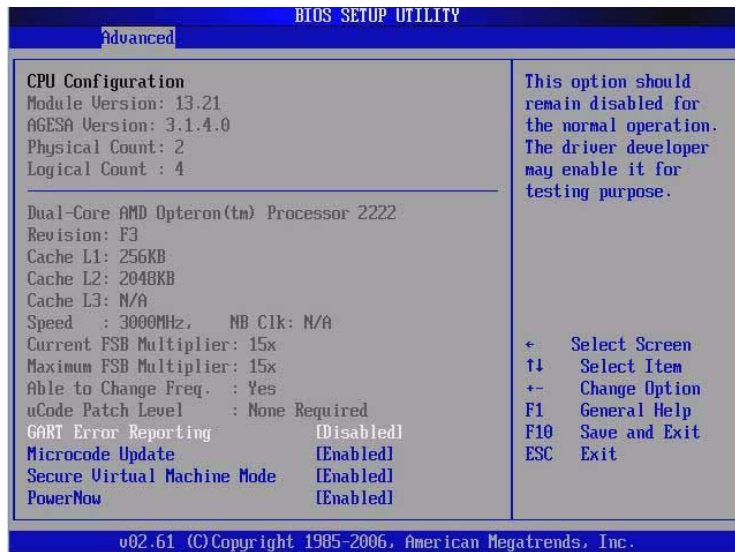 BIOS SETUP UTILITY
Advanced
CPU Configuration
Module Version: 13.21
AGESA Version: 3.1.4.0
Physical Count: 2
Logical Count : 4
Dual-Core AMD Opteron(tm) Processor 2222
Revision: F3
Cache L1: 256KB
Cache L2: 2048KB
Cache L3: N/A
Speed : 3000MHz, NB Clk: N/A
Current FSB Multiplier: 15x
Maximum FSB Multiplier: 15x
Able to Change Freq. : Yes
uCode Patch Level : None Required
GART Error Reporting [Disabled]
Microcode Update [Enabled]
Secure Virtual Machine Mode [Enabled]
PowerNow [Enabled]
This option should
remain disabled for
the normal operation.
The driver developer
may enable it for
testing purpose.
← Select Screen
↑↓ Select Item
+- Change Option
F1 General Help
F10 Save and Exit
ESC Exit
v02.61 (C)Copyright 1985-2006, American Megatrends, Inc.